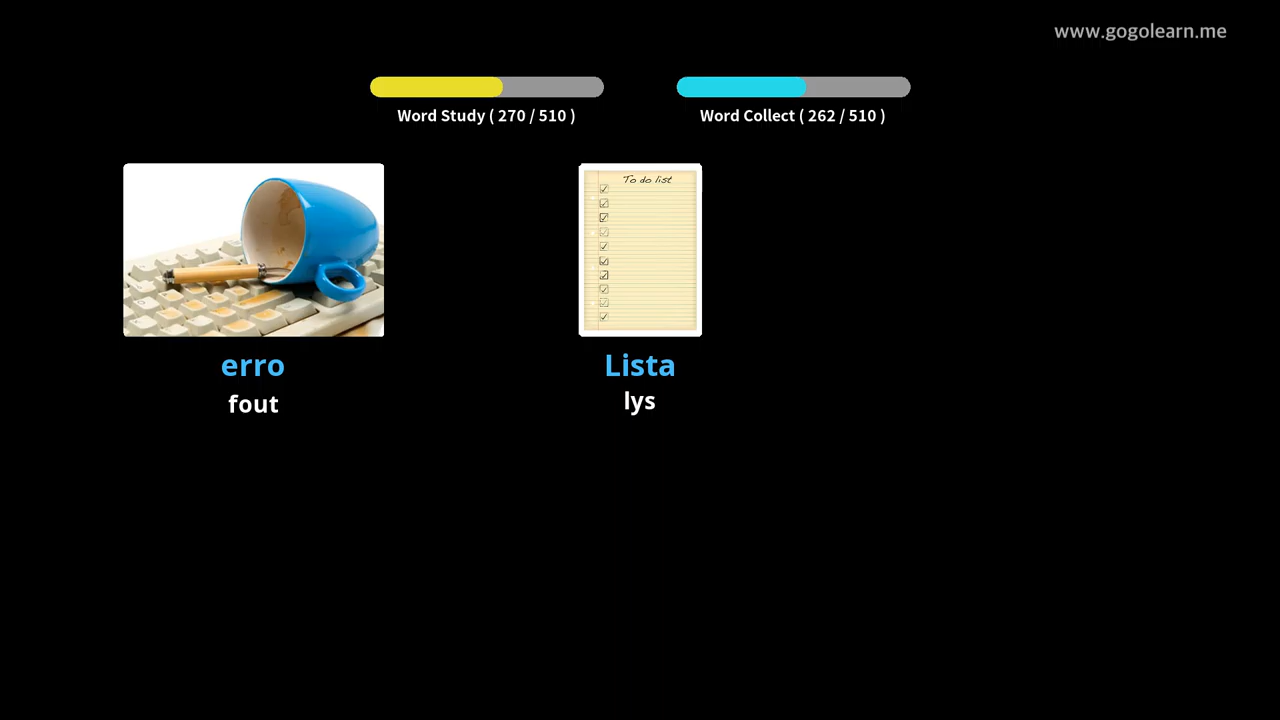 www.gogolearn.me
Word Study ( 270 / 510 )
Word Collect ( 262 / 510 )
To do list
erro
fout
Lista
lys